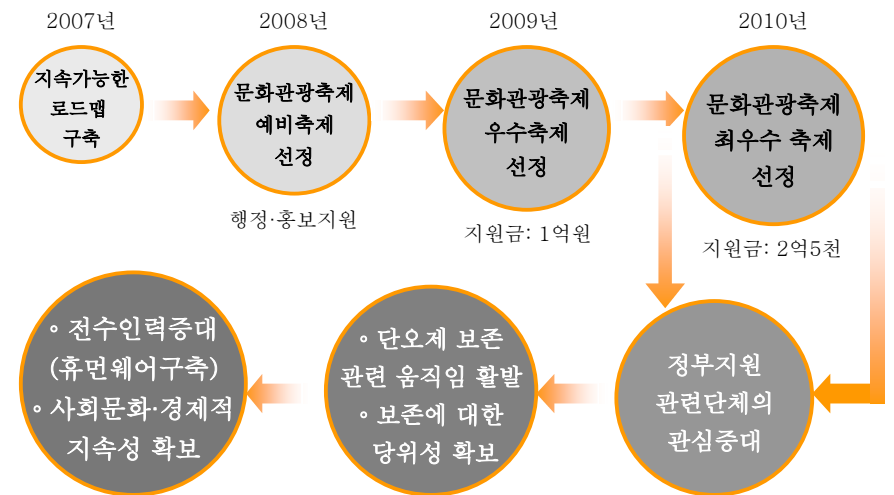 2007년
2008년
2009년
2010년
지속가능한
로드맵
구축
문화관광축제
예비축제
선정
문화관광축제
우수축제
선정
문화관광축제
최우수 축제
선정
행정·홍보지원
지원금: 1억원
지원금: 2억5천
정부지원
관련단체의
관심증대
∘ 단오제 보존
관련 움직임 활발
∘ 보존에 대한
당위성 확보
∘ 전수인력증대
(휴먼웨어구축)
∘ 사회문화·경제적
지속성 확보